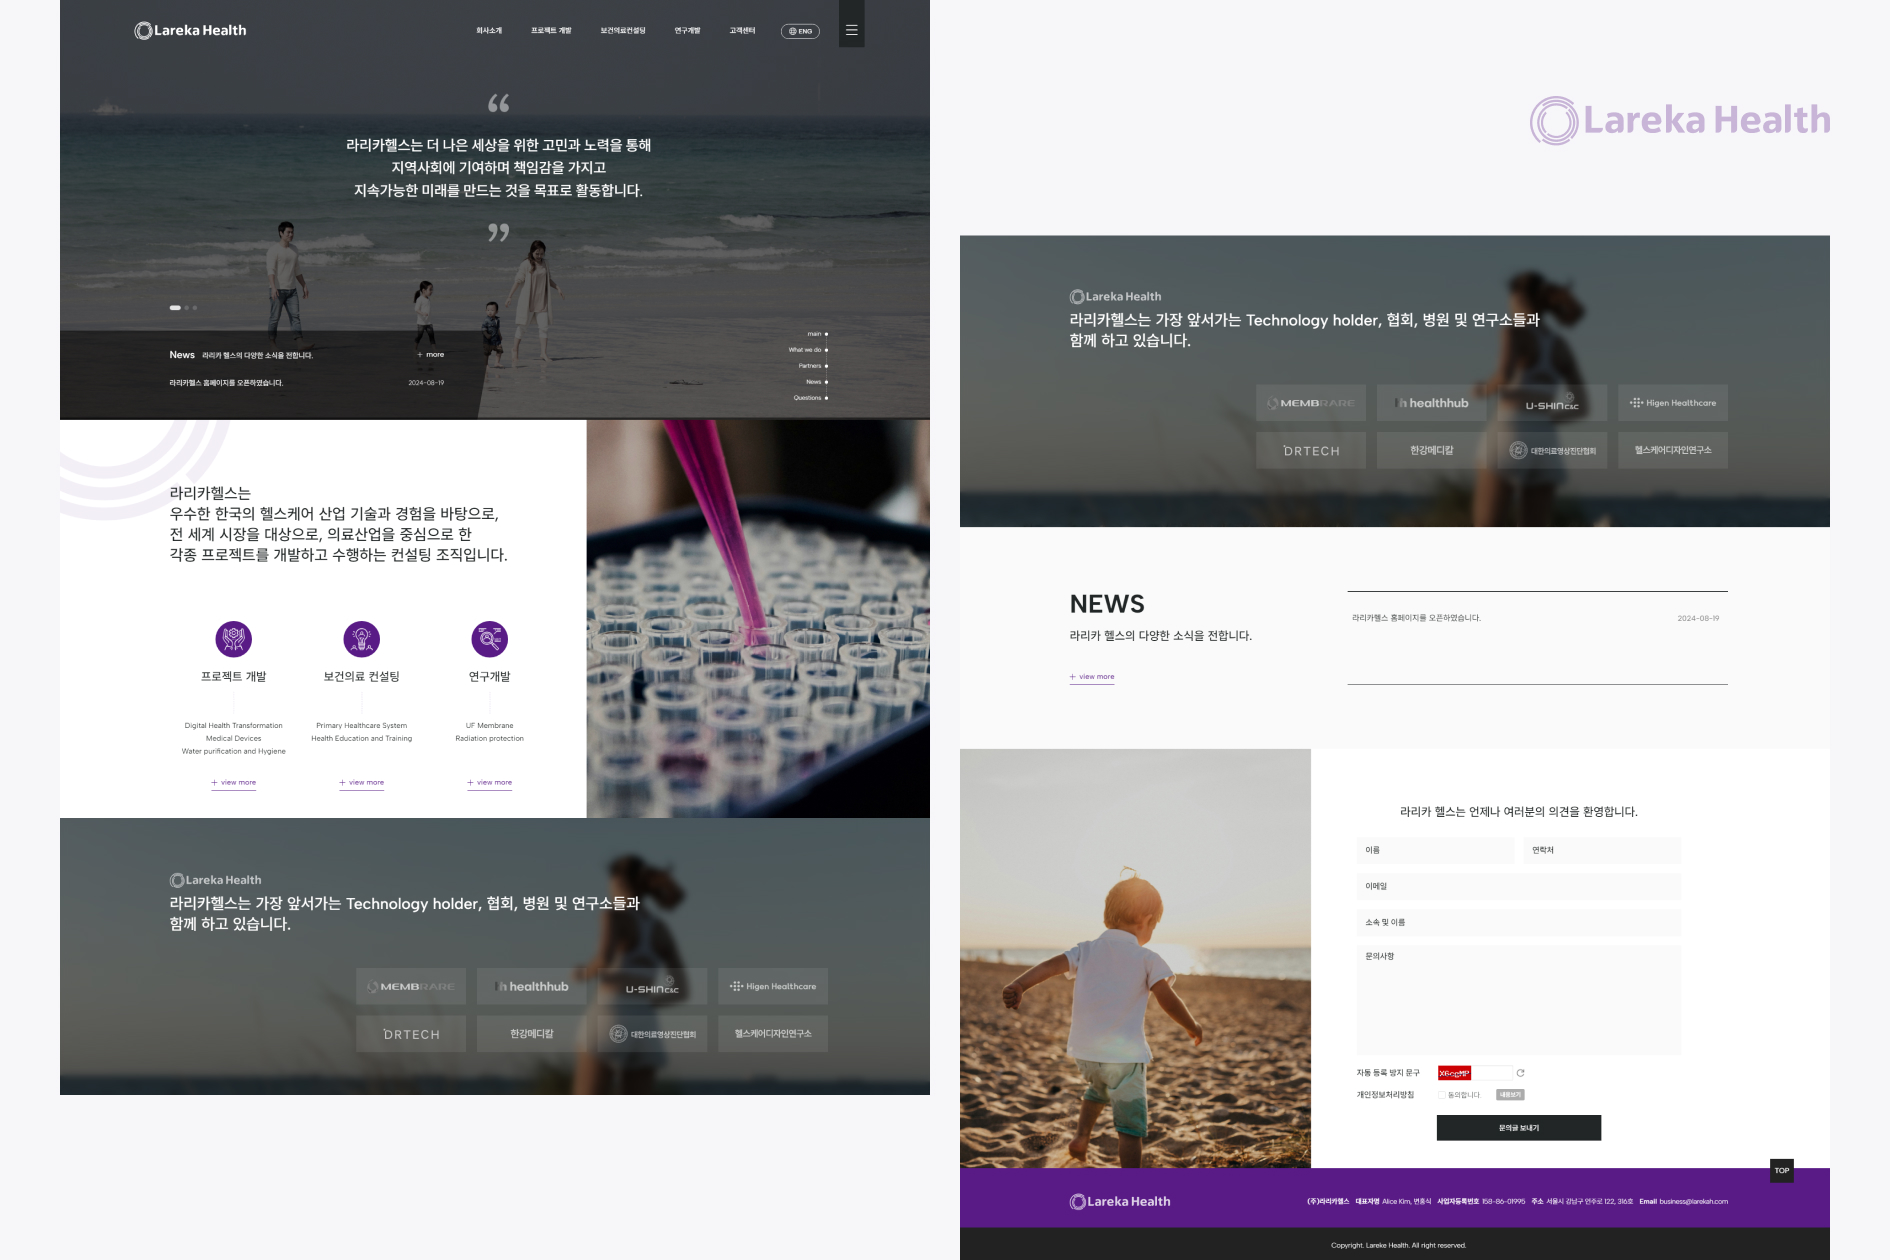 Lareka Health
회사소개 프로젝트 개발 보건의료컨설팅 연구개발 고객센터 ENG
“
라리카헬스는 더 나은 세상을 위한 고민과 노력을 통해
지역사회에 기여하며 책임감을 가지고
지속가능한 미래를 만드는 것을 목표로 활동합니다.
”
News 라리카 헬스의 다양한 소식을 전합니다. + more
라리카헬스 홈페이지를 오픈하였습니다. 2024-08-19
main
What we do
Partners
News
Questions
라리카헬스는
우수한 한국의 헬스케어 산업 기술과 경험을 바탕으로,
전 세계 시장을 대상으로, 의료산업을 중심으로 한
각종 프로젝트를 개발하고 수행하는 컨설팅 조직입니다.
프로젝트 개발
Digital Health Transformation
Medical Devices
Water purification and Hygiene
+ view more
보건의료 컨설팅
Primary Healthcare System
Health Education and Training
+ view more
연구개발
UF Membrane
Radiation protection
+ view more
Lareka Health
라리카헬스는 가장 앞서가는 Technology holder, 협회, 병원 및 연구소들과
함께 하고 있습니다.
MEMBRARE healthhub U-SHIN C&C Higen Healthcare
DRTECH 한강메디칼 대한의료영상진단협회 헬스케어디자인연구소
Lareka Health
Lareka Health
라리카헬스는 가장 앞서가는 Technology holder, 협회, 병원 및 연구소들과
함께 하고 있습니다.
MEMBRARE healthhub U-SHIN C&C Higen Healthcare
DRTECH 한강메디칼 대한의료영상진단협회 헬스케어디자인연구소
NEWS
라리카 헬스의 다양한 소식을 전합니다.
+ view more
라리카헬스 홈페이지를 오픈하였습니다. 2024-08-19
라리카 헬스는 언제나 여러분의 의견을 환영합니다.
이름 연락처
이메일
소속 및 이름
문의사항
자동 등록 방지 문구
개인정보처리방침 동의합니다. 내용보기
문의글 보내기
TOP
Lareka Health
(주)라리카헬스 대표자명 Alice Kim, 변홍식 사업자등록번호 158-86-01995 주소 서울시 강남구 언주로 122, 316호 Email business@larekah.com
Copyright. Lareke Health. All right reserved.